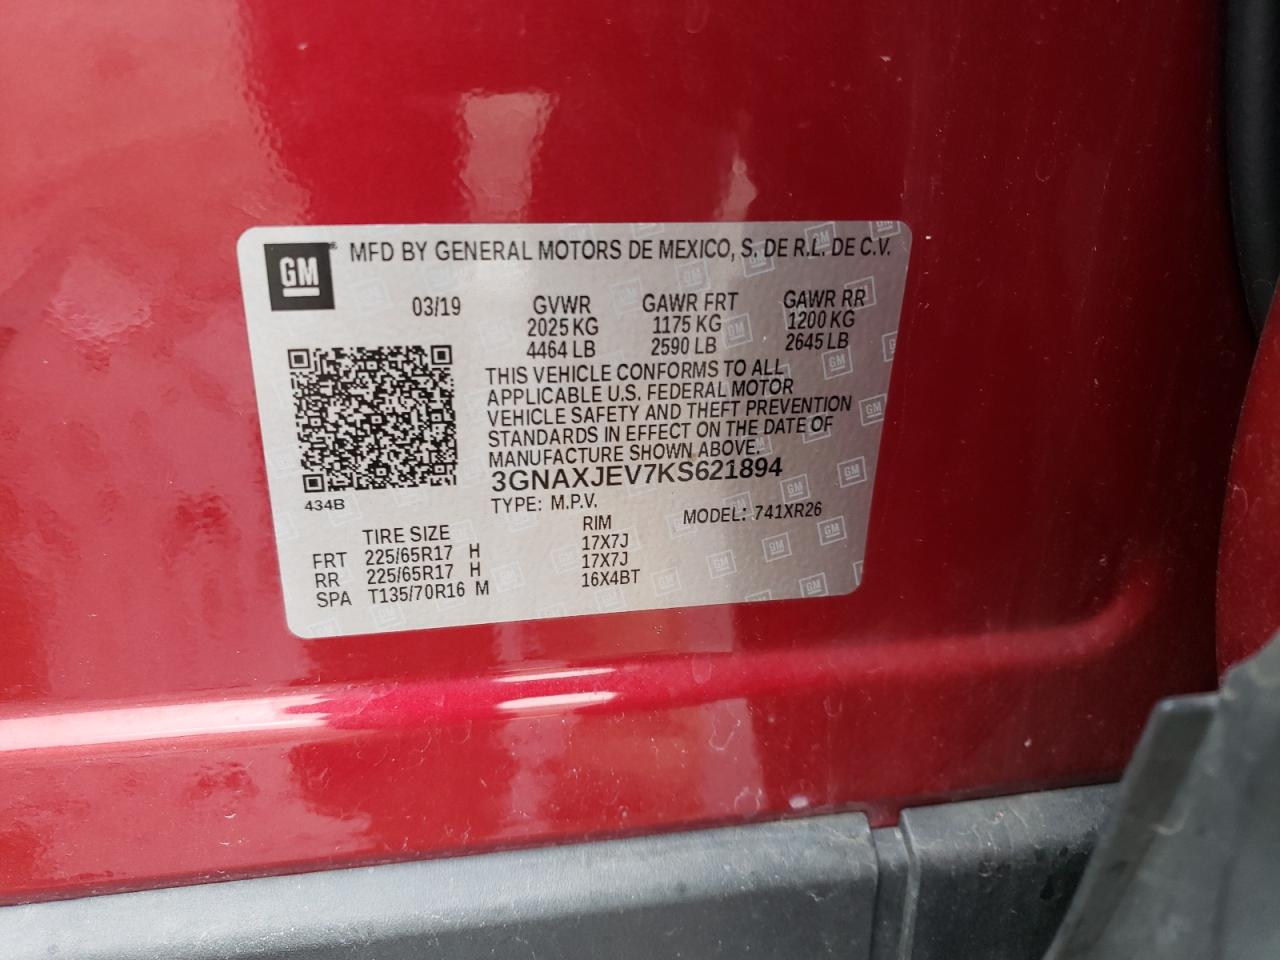 GM MFD BY GENERAL MOTORS DE MEXICO, S. DE R.L. DE C.V.
03/19 GVWR GAWR FRT GAWR RR
2025 KG 1175 KG 1200 KG
4464 LB 2590 LB 2645 LB
THIS VEHICLE CONFORMS TO ALL
APPLICABLE U.S. FEDERAL MOTOR
VEHICLE SAFETY AND THEFT PREVENTION
STANDARDS IN EFFECT ON THE DATE OF
MANUFACTURE SHOWN ABOVE.
3GNAXJEV7KS621894
434B
TYPE: M.P.V. MODEL: 741XR26
TIRE SIZE RIM
FRT 225/65R17 H 17X7J
RR 225/65R17 H 17X7J
SPA T135/70R16 M 16X4BT